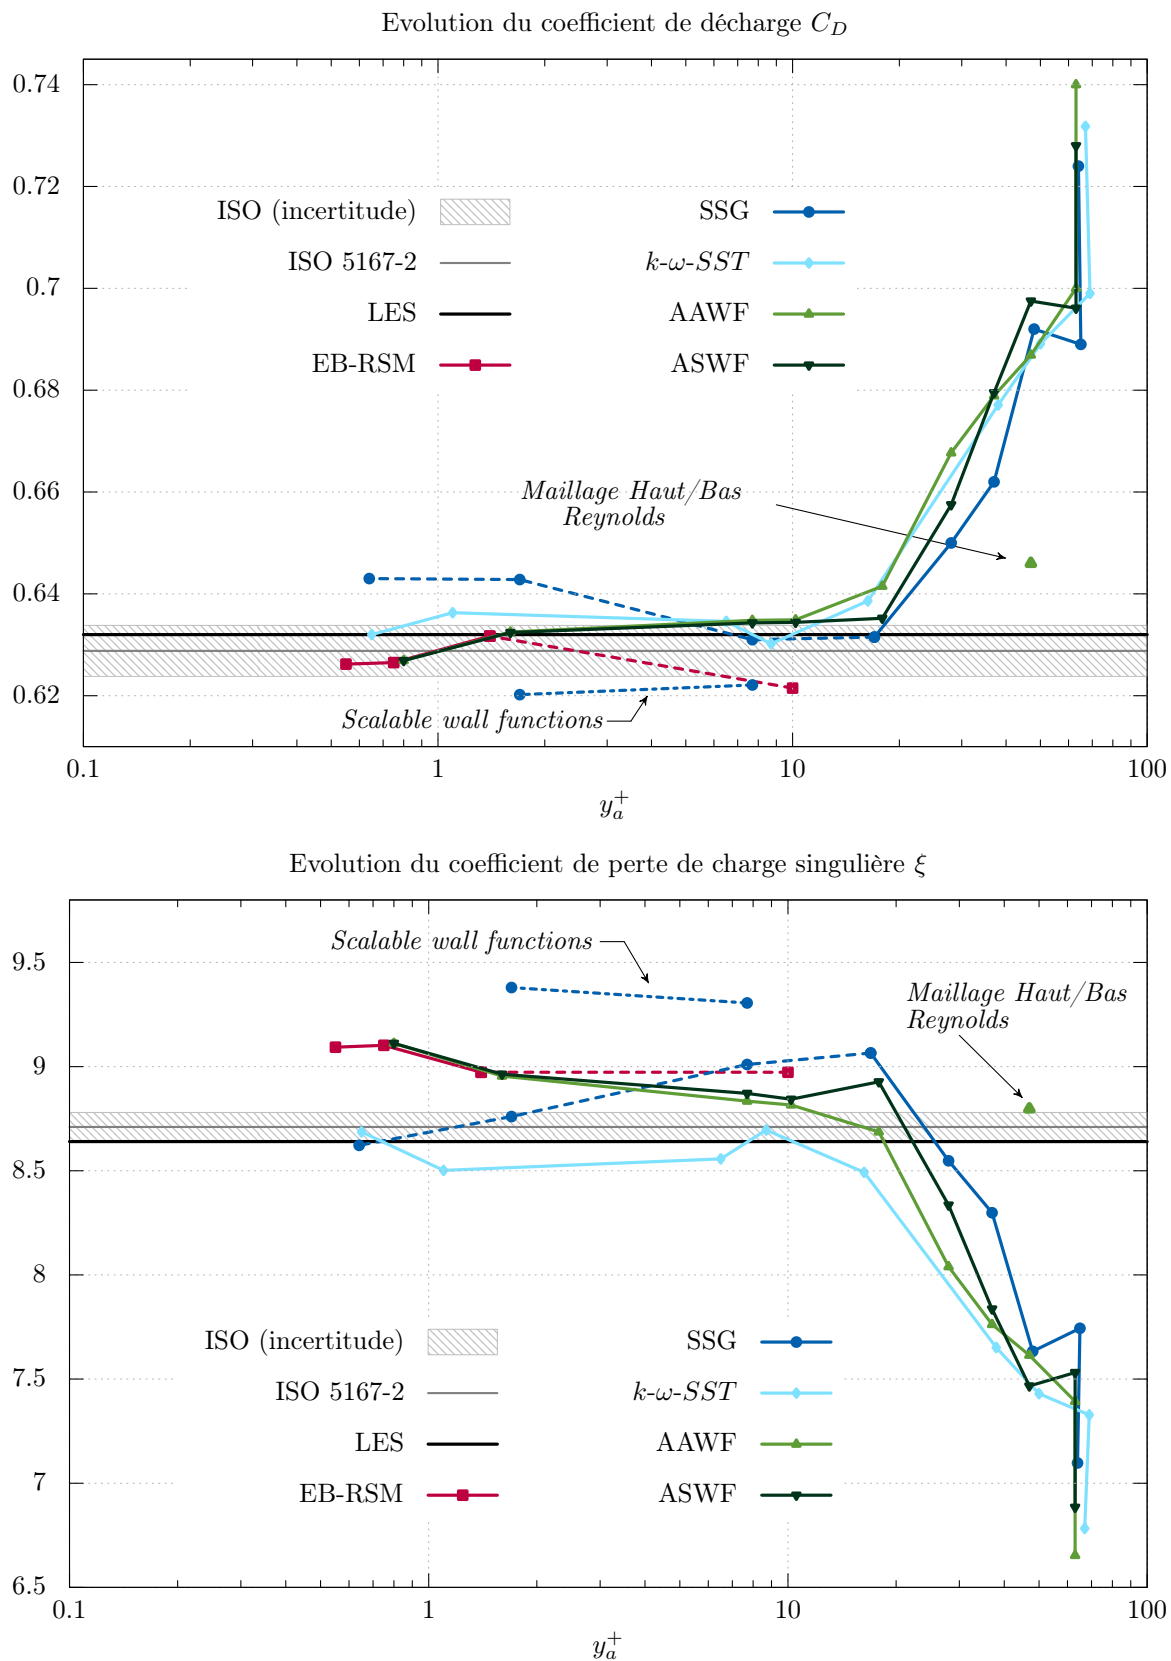 Evolution du coefficient de décharge C_D
0.74
0.72
0.7
0.68
0.66
0.64
0.62
ISO (incertitude)
ISO 5167-2
LES
EB-RSM
SSG
k-ω-SST
AAWF
ASWF
Maillage Haut/Bas
Reynolds
Scalable wall functions
0.1 1 10 100
y_a^+
Evolution du coefficient de perte de charge singulière ξ
9.5
9
8.5
8
7.5
7
6.5
Scalable wall functions
Maillage Haut/Bas
Reynolds
ISO (incertitude)
ISO 5167-2
LES
EB-RSM
SSG
k-ω-SST
AAWF
ASWF
0.1 1 10 100
y_a^+